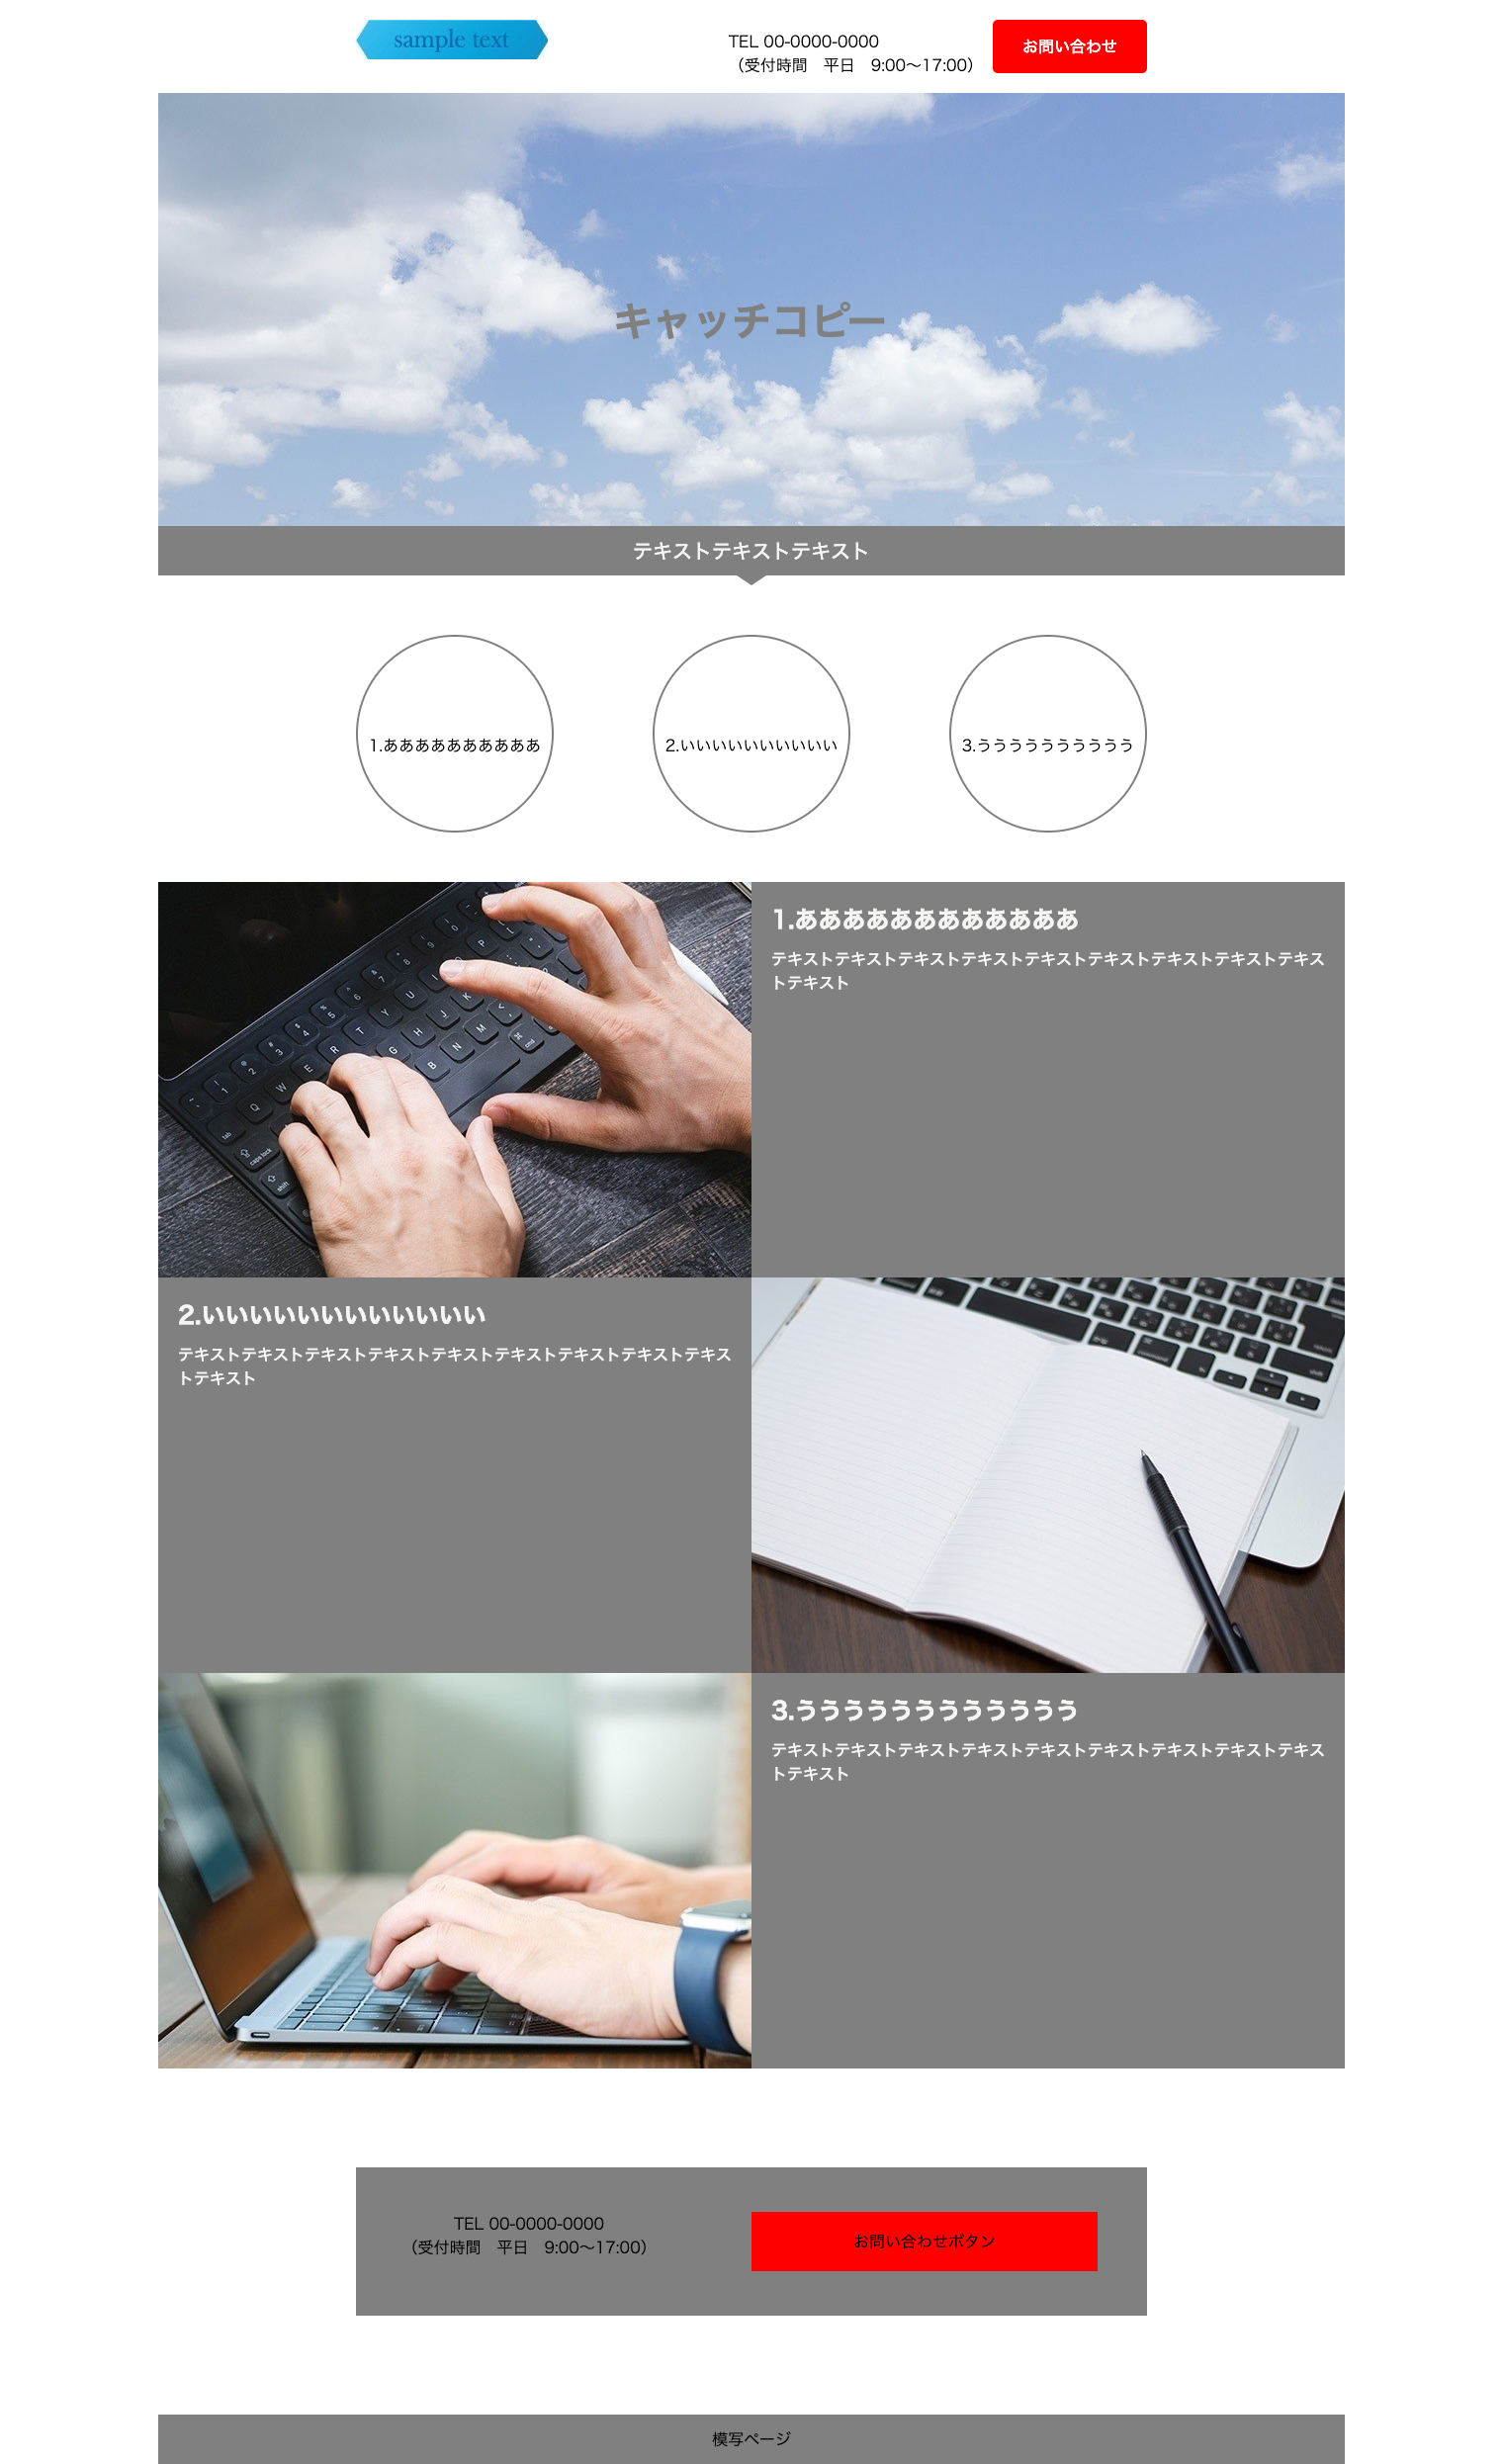 sample text
TEL 00-0000-0000
（受付時間　平日　9:00〜17:00）
お問い合わせ
キャッチコピー
テキストテキストテキスト
1.ああああああああああ
2.いいいいいいいいいい
3.うううううううううう
1.ああああああああああああ
テキストテキストテキストテキストテキストテキストテキストテキストテキス
トテキスト
2.いいいいいいいいいいいい
テキストテキストテキストテキストテキストテキストテキストテキストテキス
トテキスト
3.うううううううううううう
テキストテキストテキストテキストテキストテキストテキストテキストテキス
トテキスト
TEL 00-0000-0000
（受付時間　平日　9:00〜17:00）
お問い合わせボタン
模写ページ